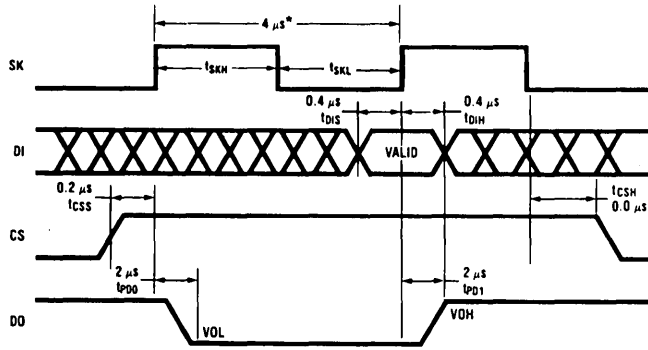 4 μs*
SK
tSKH
tSKL
0.4 μs
tDIS
0.4 μs
tDIH
DI
VALID
0.2 μs
tCSS
tCSH
0.0 μs
CS
2 μs
tPD0
2 μs
tPD1
DO
VOL
VOH